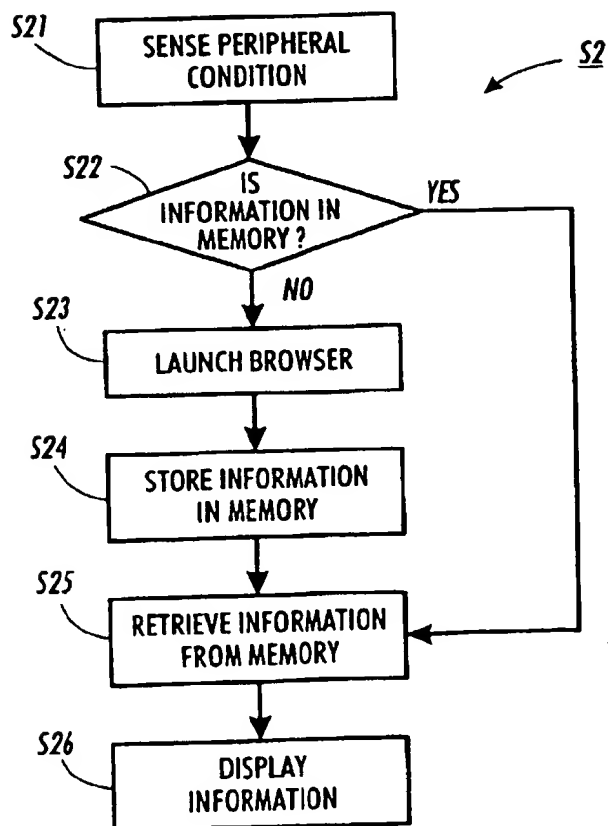 S21
SENSE PERIPHERAL
CONDITION
S2
S22
IS
INFORMATION IN
MEMORY ?
YES
NO
S23
LAUNCH BROWSER
S24
STORE INFORMATION
IN MEMORY
S25
RETRIEVE INFORMATION
FROM MEMORY
S26
DISPLAY
INFORMATION